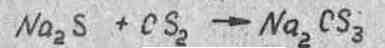 Na₂S + CS₂ → Na₂CS₃